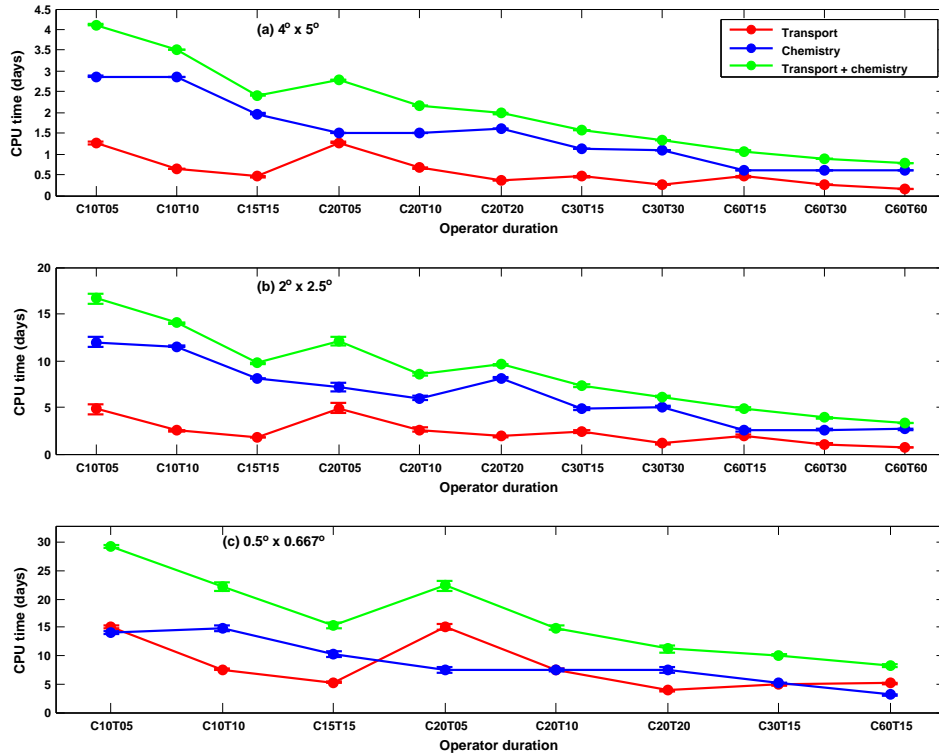 (a) 4° x 5°
Transport
Chemistry
Transport + chemistry
CPU time (days)
4.5
4
3.5
3
2.5
2
1.5
1
0.5
0
C10T05 C10T10 C15T15 C20T05 C20T10 C20T20 C30T15 C30T30 C60T15 C60T30 C60T60
Operator duration
(b) 2° x 2.5°
CPU time (days)
20
15
10
5
0
C10T05 C10T10 C15T15 C20T05 C20T10 C20T20 C30T15 C30T30 C60T15 C60T30 C60T60
Operator duration
(c) 0.5° x 0.667°
CPU time (days)
30
25
20
15
10
5
0
C10T05 C10T10 C15T15 C20T05 C20T10 C20T20 C30T15 C60T15
Operator duration